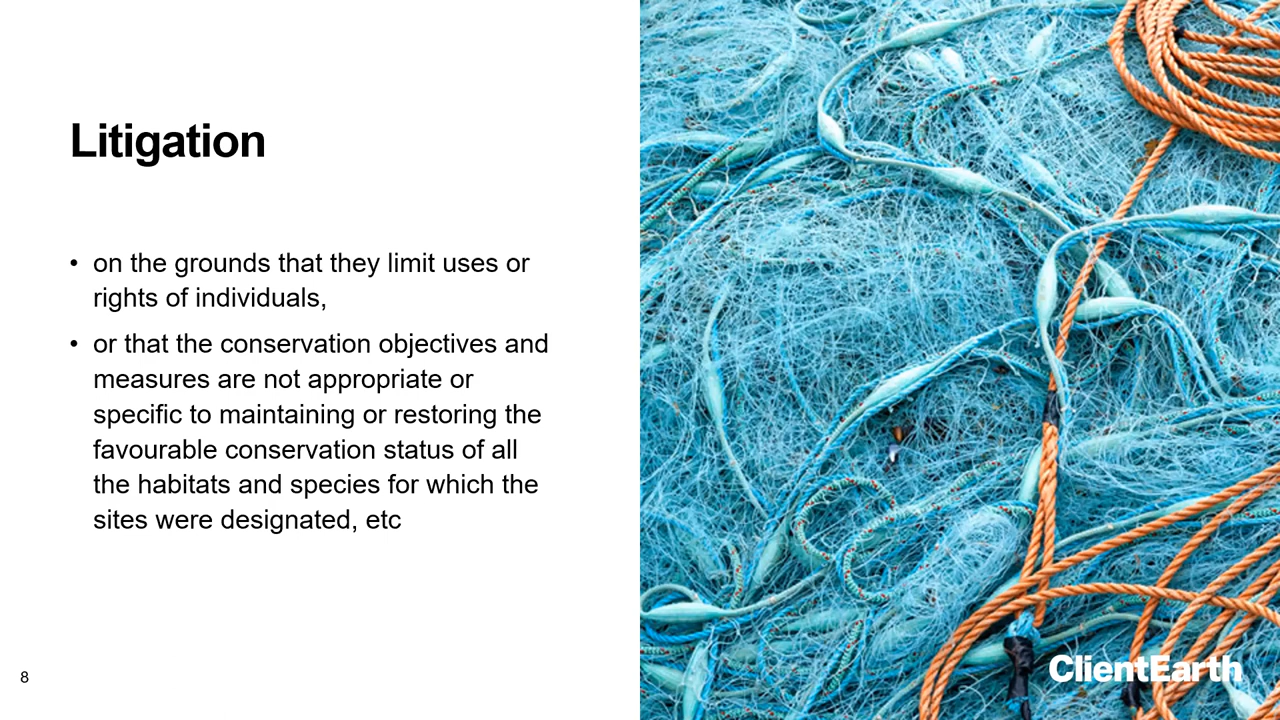 Litigation
• on the grounds that they limit uses or
rights of individuals,
• or that the conservation objectives and
measures are not appropriate or
specific to maintaining or restoring the
favourable conservation status of all
the habitats and species for which the
sites were designated, etc
8
ClientEarth